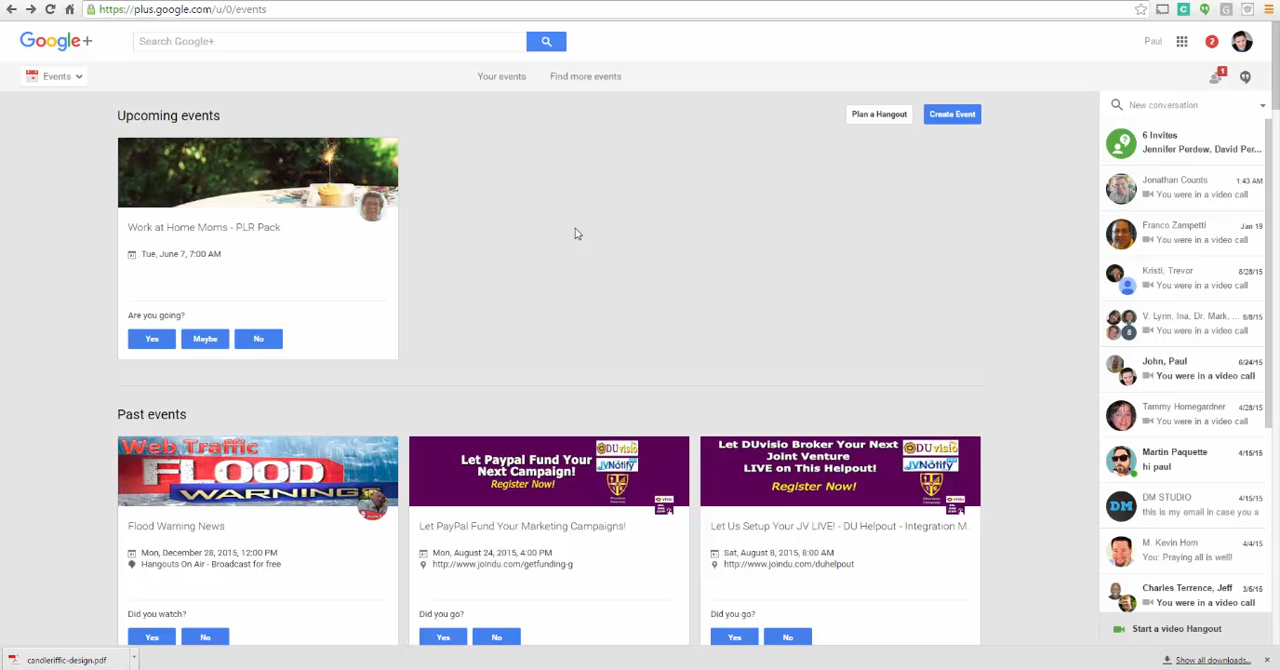 https://plus.google.com/u/0/events
Google+
Search Google+
Paul
2
Events
Your events
Find more events
1
Upcoming events
Plan a Hangout
Create Event
Work at Home Moms - PLR Pack
Tue, June 7, 7:00 AM
Are you going?
Yes
Maybe
No
Past events
Web Traffic
FLOOD
WARNINGS
Flood Warning News
Mon, December 28, 2015, 12:00 PM
Hangouts On Air - Broadcast for free
Did you watch?
Yes
No
Let Paypal Fund Your
Next Campaign!
Register Now!
DUvisio
JVNotify
Let PayPal Fund Your Marketing Campaigns!
Mon, August 24, 2015, 4:00 PM
http://www.joindu.com/getfunding-g
Did you go?
Yes
No
Let DUvisio Broker Your Next
Joint Venture
LIVE on This Helpout!
Register Now!
DUvisio
JVNotify
Let Us Setup Your JV LIVE! - DU Helpout - Integration M...
Sat, August 8, 2015, 8:00 AM
http://www.joindu.com/duhelpout
Did you go?
Yes
No
New conversation
6 Invites
Jennifer Perdew, David Per...
Jonathan Counts
1:43 AM
You were in a video call
Franco Zampetti
Jan 19
You were in a video call
Kristi, Trevor
8/28/15
You were in a video call
V. Lynn, Ina, Dr. Mark, ...
8/8/15
You were in a video call
8
John, Paul
6/24/15
You were in a video call
Tammy Homegardner
4/28/15
You were in a video call
Martin Paquette
4/15/15
hi paul
DM
DM STUDIO
4/15/15
this is my email in case you a
M. Kevin Hom
4/4/15
You: Praying all is well!
Charles Terrence, Jeff
3/5/15
You were in a video call
Start a video Hangout
candleriffic-design.pdf
Show all downloads...